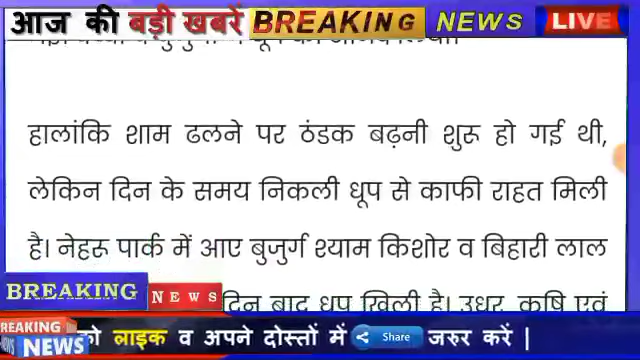 आज की बड़ी खबरें BREAKING NEWS LIVE
हालांकि शाम ढलने पर ठंडक बढ़नी शुरू हो गई थी,
लेकिन दिन के समय निकली धूप से काफी राहत मिली
है। नेहरू पार्क में आए बुजुर्ग श्याम किशोर व बिहारी लाल
BREAKING NEWS
दिन बाद धूप खिली है। उधर, कृषि एवं
BREAKING NEWS
को लाइक व अपने दोस्तों में Share जरुर करें |